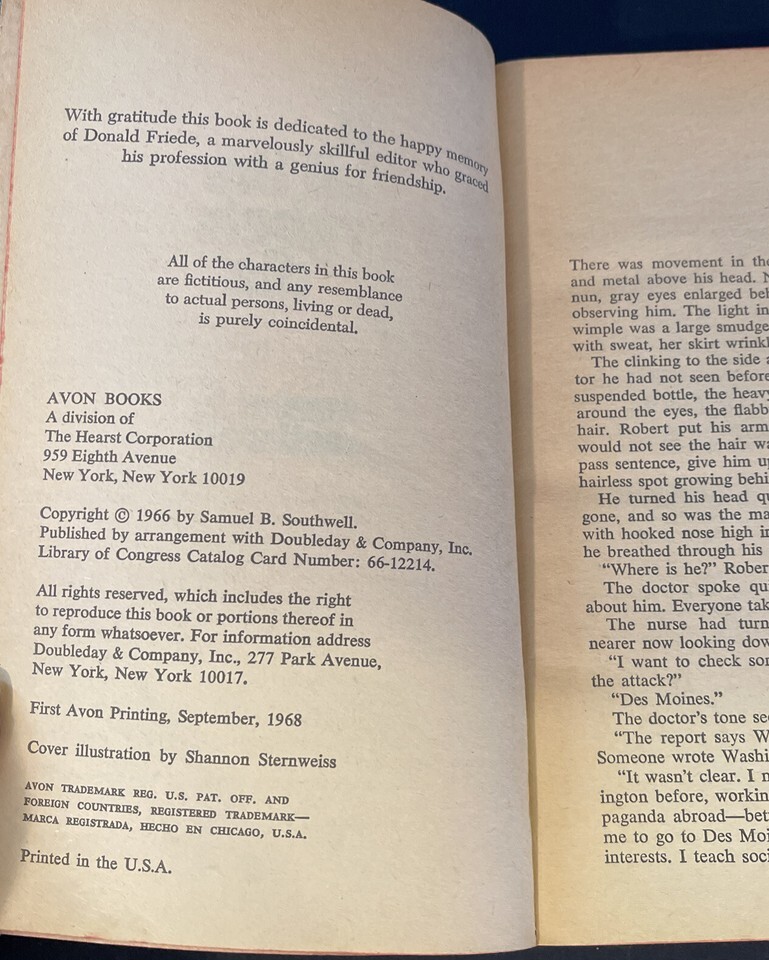 With gratitude this book is dedicated to the happy memory
of Donald Friede, a marvelously skillful editor who graced
his profession with a genius for friendship.
All of the characters in this book
are fictitious, and any resemblance
to actual persons, living or dead,
is purely coincidental.
AVON BOOKS
A division of
The Hearst Corporation
959 Eighth Avenue
New York, New York 10019
Copyright © 1966 by Samuel B. Southwell.
Published by arrangement with Doubleday & Company, Inc.
Library of Congress Catalog Card Number: 66-12214.
All rights reserved, which includes the right
to reproduce this book or portions thereof in
any form whatsoever. For information address
Doubleday & Company, Inc., 277 Park Avenue,
New York, New York 10017.
First Avon Printing, September, 1968
Cover illustration by Shannon Sternweiss
AVON TRADEMARK REG. U.S. PAT. OFF. AND
FOREIGN COUNTRIES, REGISTERED TRADEMARK—
MARCA REGISTRADA, HECHO EN CHICAGO, U.S.A.
Printed in the U.S.A.
There was movement in the
and metal above his head.
nun, gray eyes enlarged
observing him. The light in
wimple was a large smudge
with sweat, her skirt
The clinking to the side
tor he had not seen before
suspended bottle, the heavy
around the eyes, the
hair. Robert put his
would not see the hair
pass sentence, give him
hairless spot growing
He turned his head
gone, and so was the
with hooked nose high
he breathed through his
"Where is he?"
The doctor spoke
about him. Everyone
The nurse had
nearer now looking
"I want to check
the attack?"
"Des Moines."
The doctor's tone
"The report says
Someone wrote
"It wasn't clear. I
ington before,
paganda abroad—
me to go to Des
interests. I teach